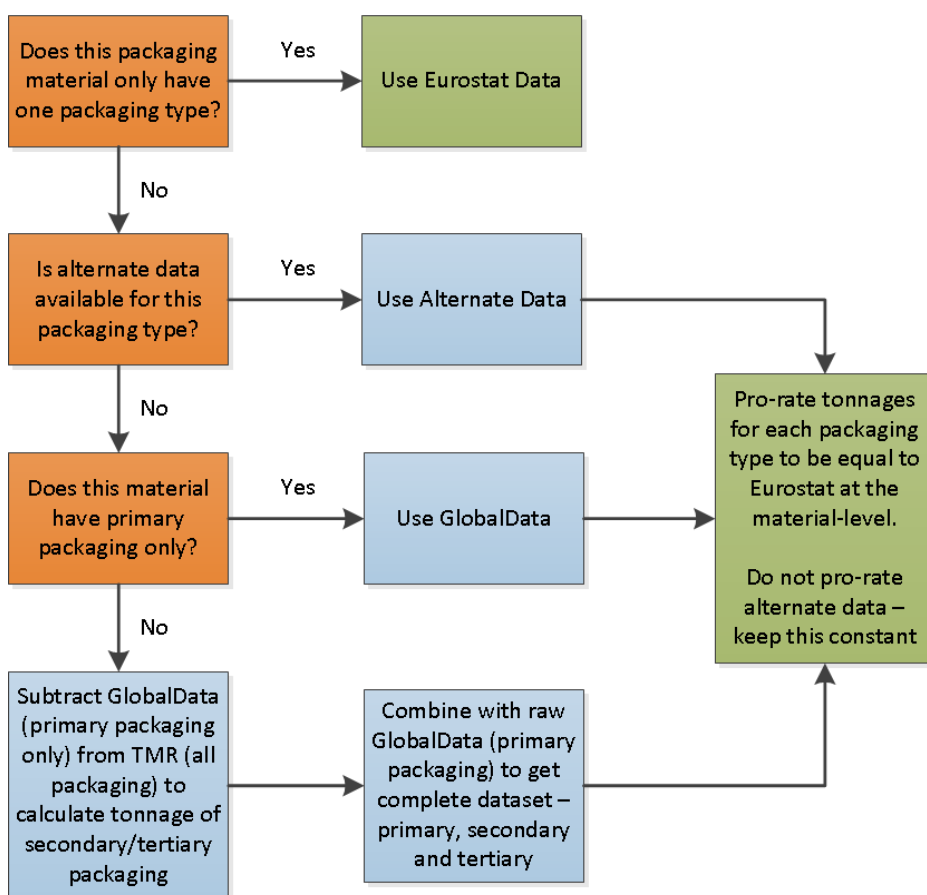 Does this packaging
material only have
one packaging type?
Yes
Use Eurostat Data
No
Is alternate data
available for this
packaging type?
Yes
Use Alternate Data
No
Does this material
have primary
packaging only?
Yes
Use GlobalData
Pro-rate tonnages
for each packaging
type to be equal to
Eurostat at the
material-level.
Do not pro-rate
alternate data –
keep this constant
No
Subtract GlobalData
(primary packaging
only) from TMR (all
packaging) to
calculate tonnage of
secondary/tertiary
packaging
Combine with raw
GlobalData (primary
packaging) to get
complete dataset –
primary, secondary
and tertiary